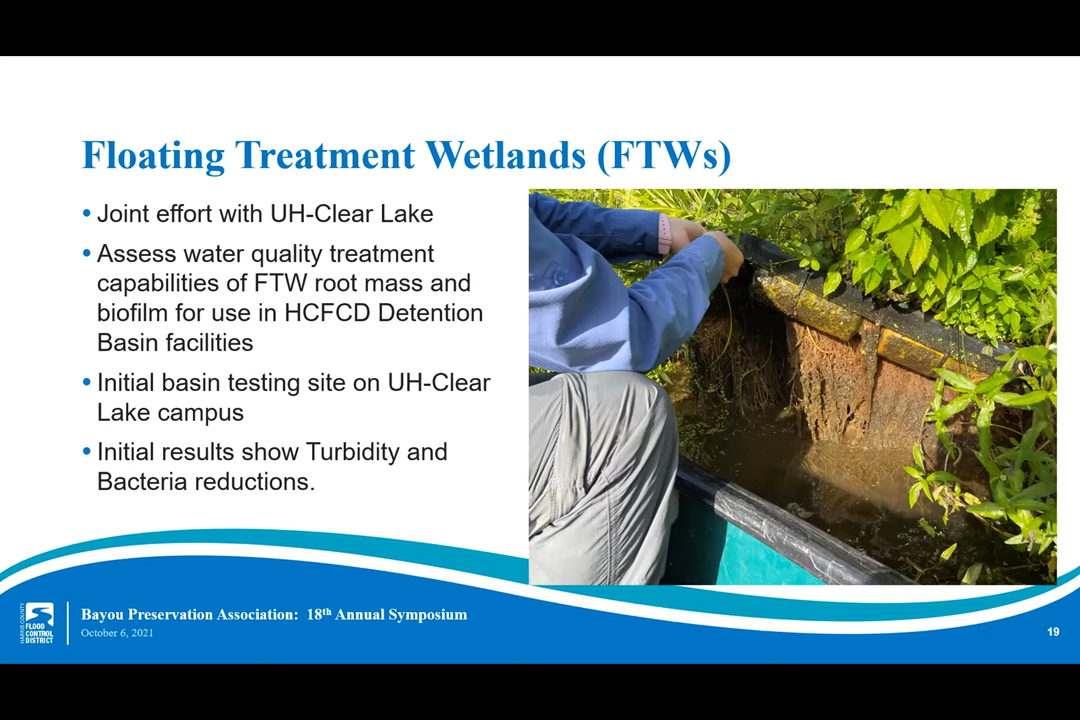 Floating Treatment Wetlands (FTWs)
• Joint effort with UH-Clear Lake
• Assess water quality treatment
capabilities of FTW root mass and
biofilm for use in HCFCD Detention
Basin facilities
• Initial basin testing site on UH-Clear
Lake campus
• Initial results show Turbidity and
Bacteria reductions.
HARRIS COUNTY
FLOOD
CONTROL
DISTRICT
Bayou Preservation Association: 18th Annual Symposium
October 6, 2021
19